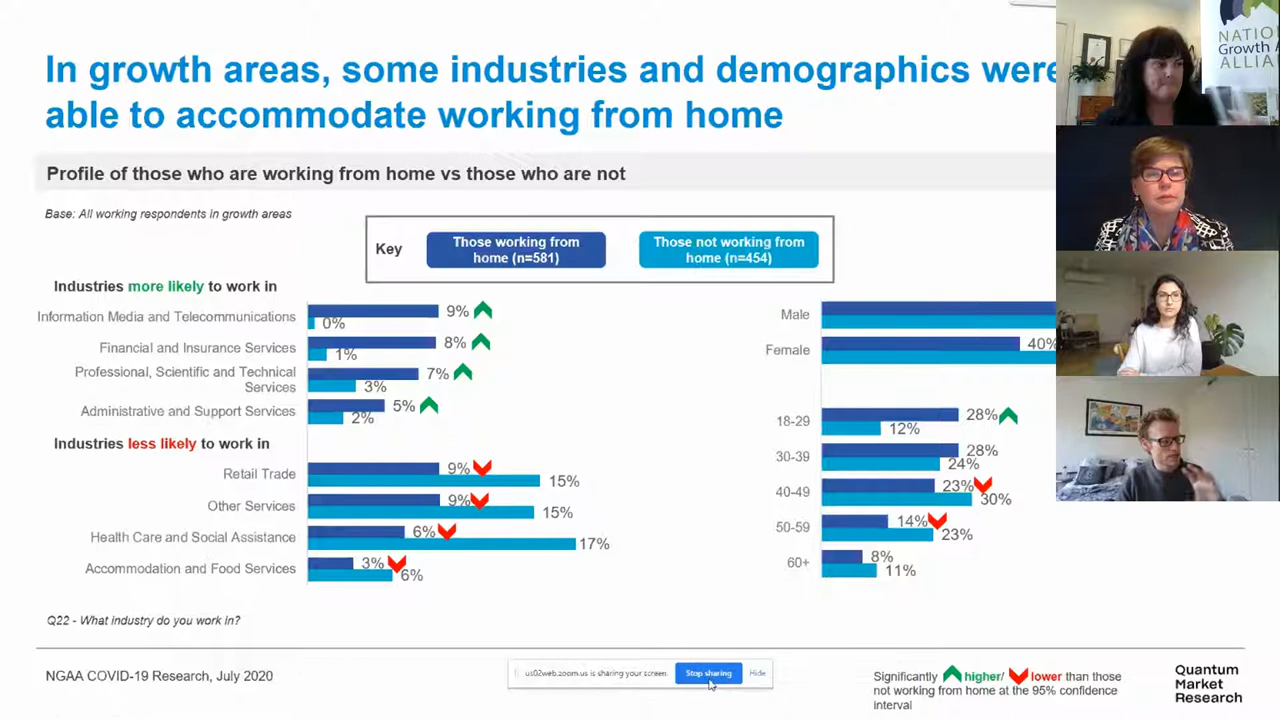 In growth areas, some industries and demographics were
able to accommodate working from home
Profile of those who are working from home vs those who are not
Base: All working respondents in growth areas
Key
Those working from
home (n=581)
Those not working from
home (n=454)
Industries more likely to work in
Information Media and Telecommunications
9%
0%
Financial and Insurance Services
8%
1%
Professional, Scientific and Technical
Services
7%
3%
Administrative and Support Services
5%
2%
Industries less likely to work in
Retail Trade
9%
15%
Other Services
9%
15%
Health Care and Social Assistance
6%
17%
Accommodation and Food Services
3%
6%
Male
Female
40%
18-29
28%
12%
30-39
28%
24%
40-49
23%
30%
50-59
14%
23%
60+
8%
11%
Q22 - What industry do you work in?
NGAA COVID-19 Research, July 2020
us02web.zoom.us is sharing your screen.
Stop sharing
Hide
Significantly higher/ lower than those
not working from home at the 95% confidence
interval
Quantum
Market
Research
Growth